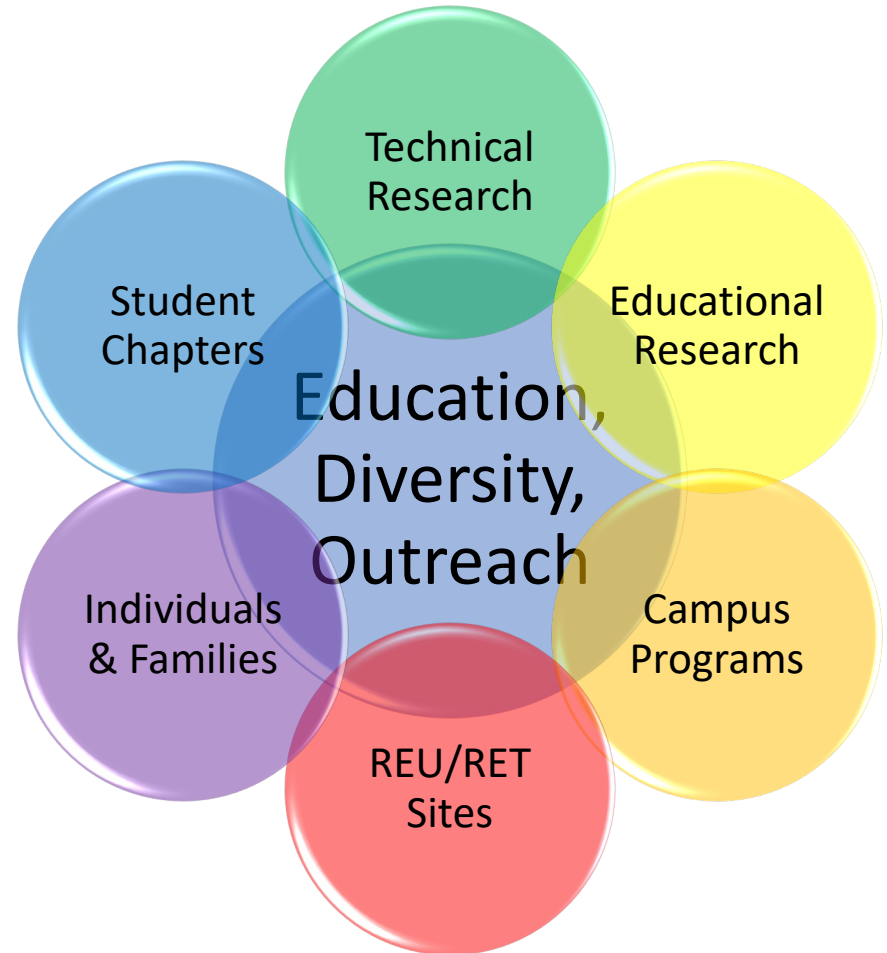 Technical
Research
Student
Chapters
Educational
Research
Education,
Diversity,
Outreach
Individuals
& Families
Campus
Programs
REU/RET
Sites